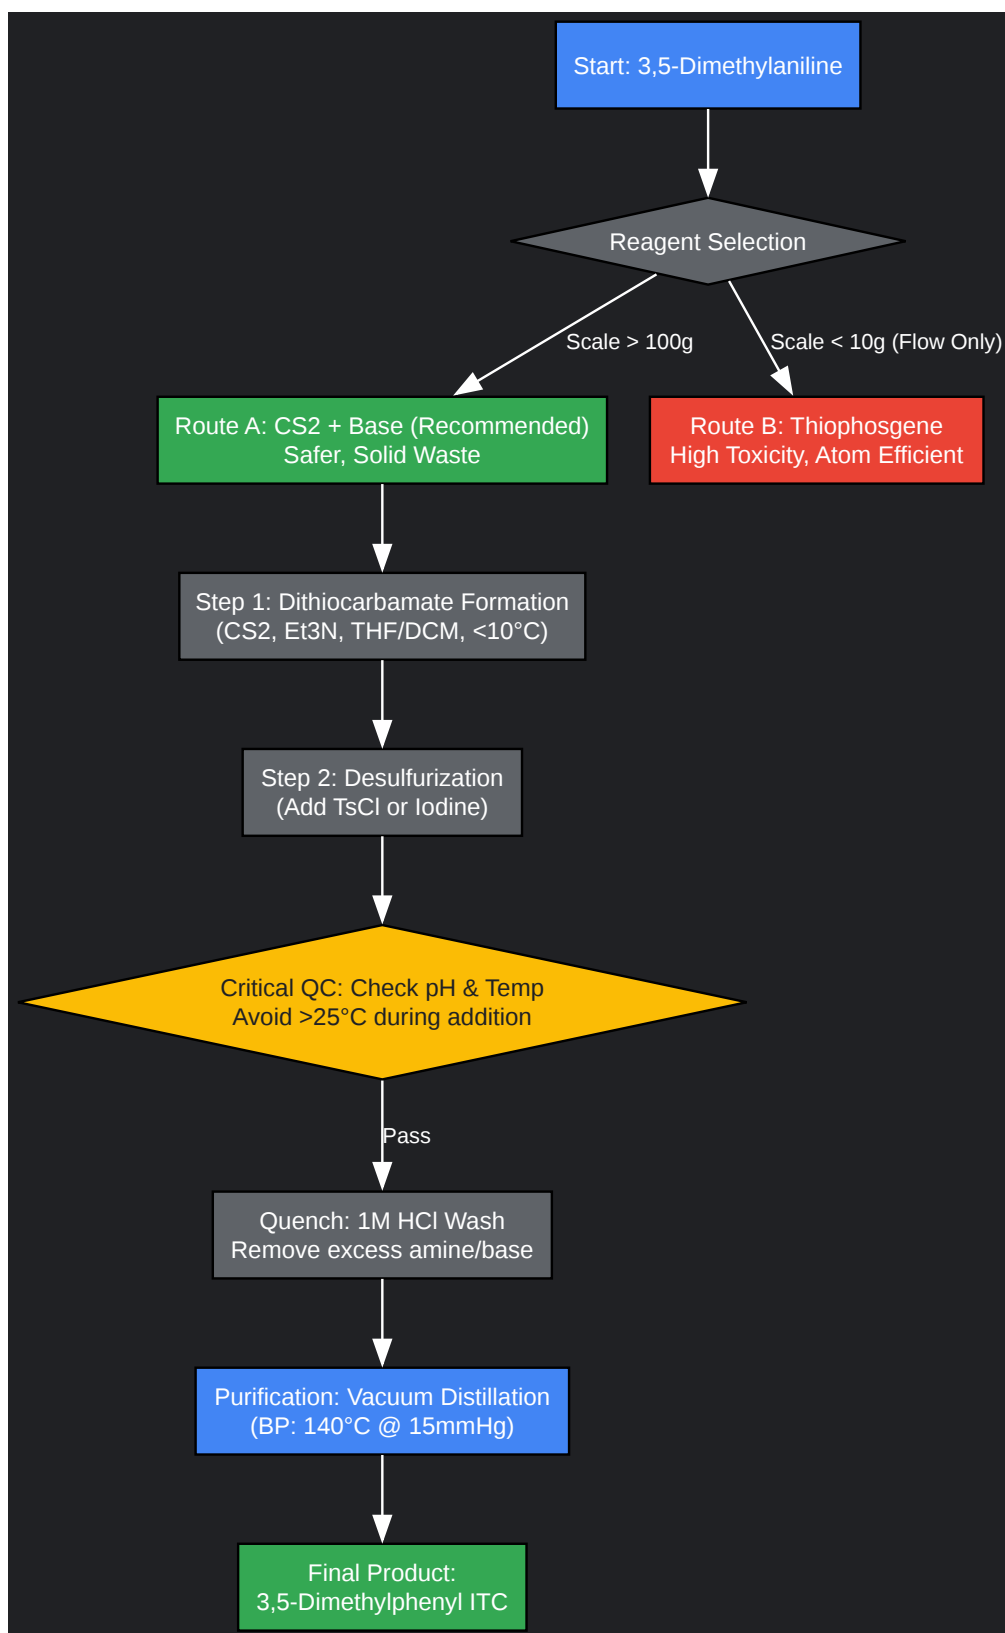 Start: 3,5-Dimethylaniline
Reagent Selection
Scale > 100g
Scale < 10g (Flow Only)
Route A: CS2 + Base (Recommended)
Safer, Solid Waste
Route B: Thiophosgene
High Toxicity, Atom Efficient
Step 1: Dithiocarbamate Formation
(CS2, Et3N, THF/DCM, <10°C)
Step 2: Desulfurization
(Add TsCl or Iodine)
Critical QC: Check pH & Temp
Avoid >25°C during addition
Pass
Quench: 1M HCl Wash
Remove excess amine/base
Purification: Vacuum Distillation
(BP: 140°C @ 15mmHg)
Final Product:
3,5-Dimethylphenyl ITC